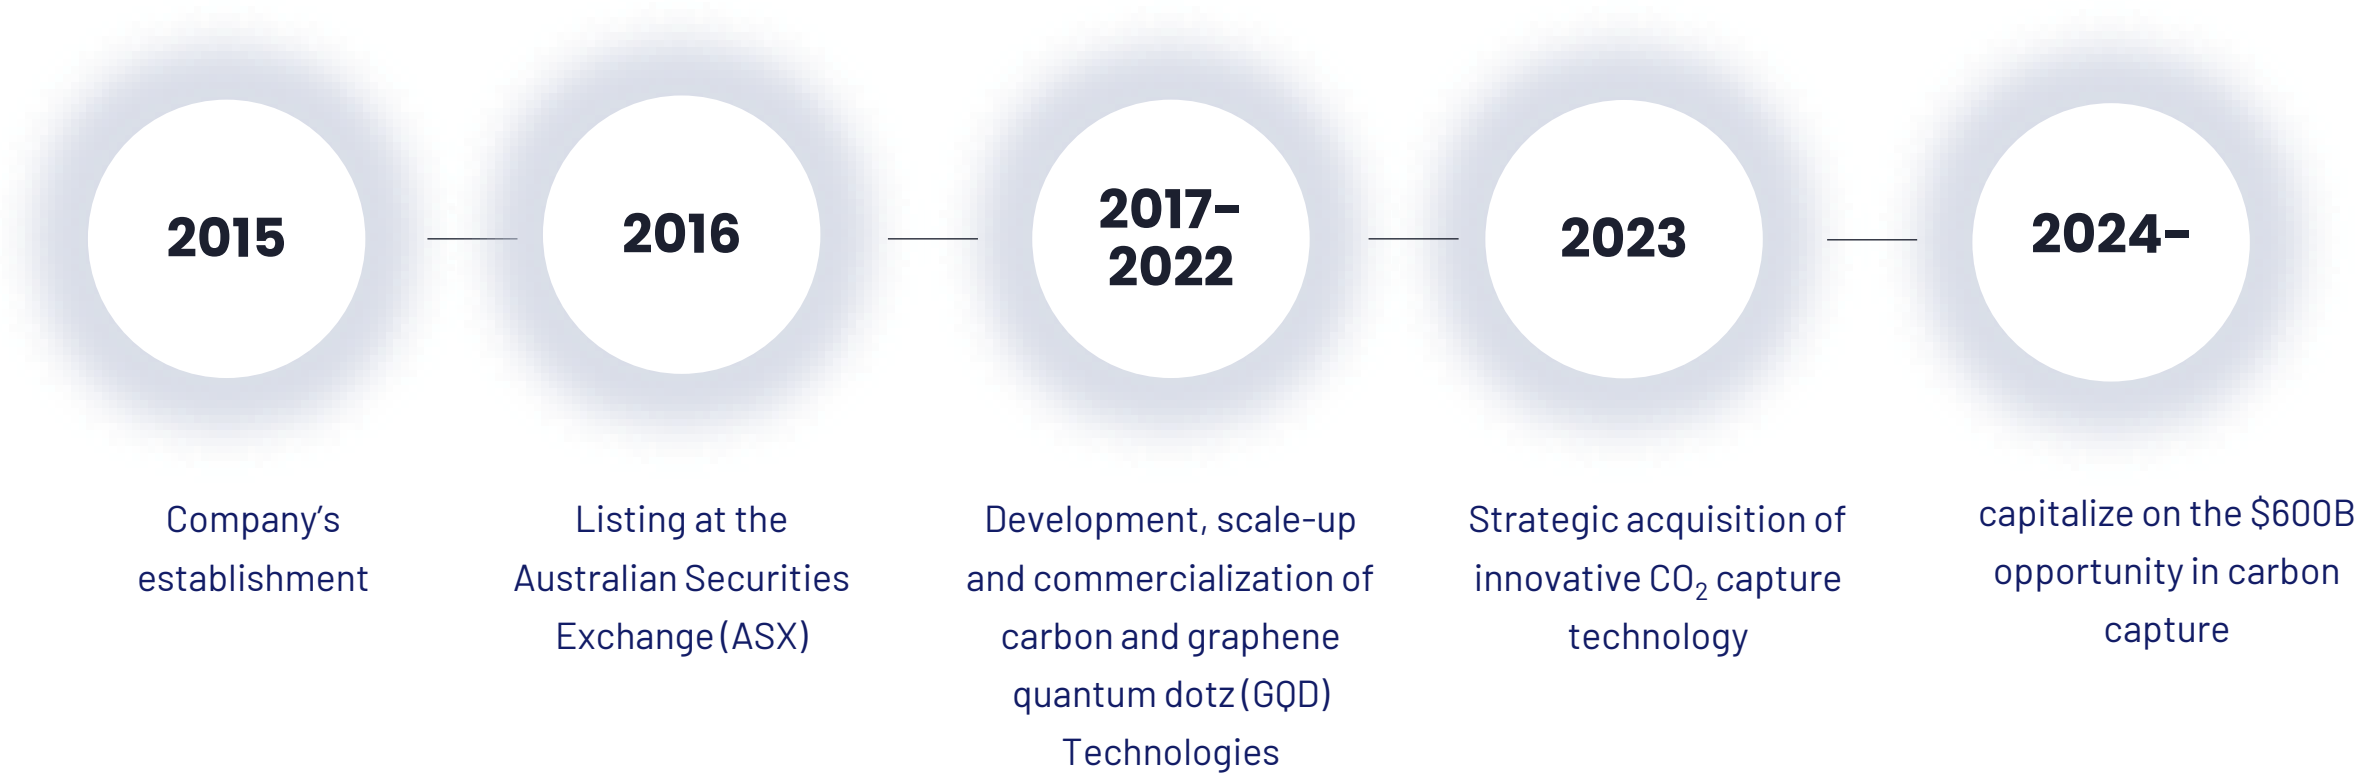 2015
Company’s
establishment
2016
Listing at the
Australian Securities
Exchange (ASX)
2017-
2022
Development, scale-up
and commercialization of
carbon and graphene
quantum dotz (GQD)
Technologies
2023
Strategic acquisition of
innovative CO₂ capture
technology
2024-
capitalize on the $600B
opportunity in carbon
capture